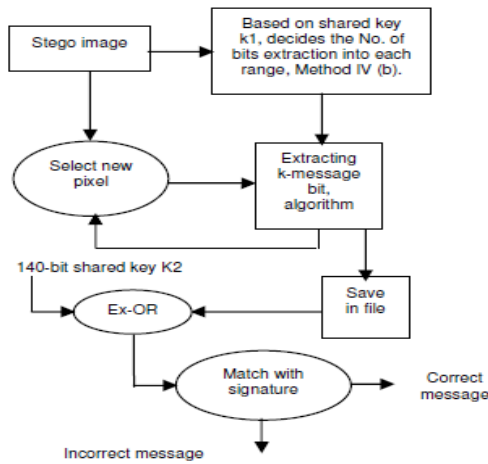 Stego image
Based on shared key
k1, decides the No. of
bits extraction into each
range, Method IV (b).
Select new
pixel
Extracting
k-message
bit,
algorithm
140-bit shared key K2
Ex-OR
Save
in file
Match with
signature
Correct
message
Incorrect message